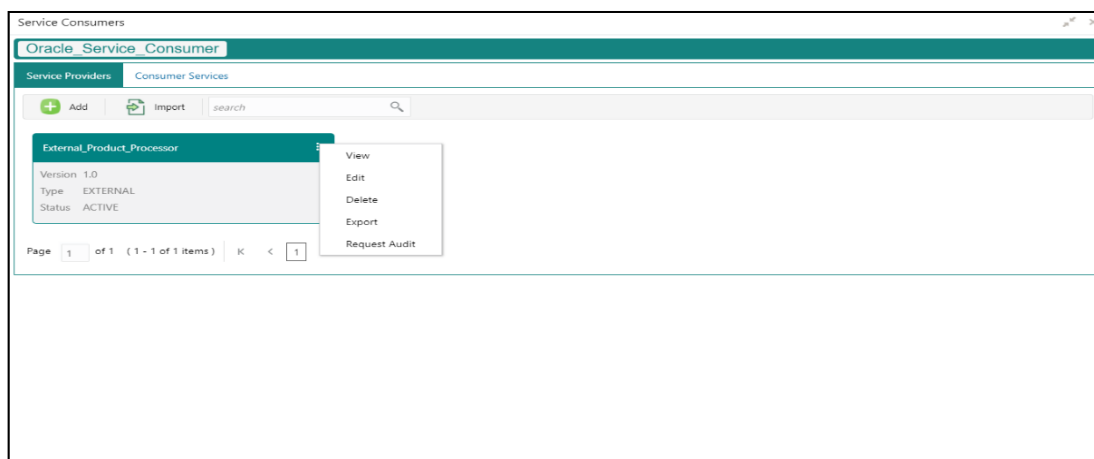 Service Consumers
Oracle_Service_Consumer
Service Providers Consumer Services
Add Import search
External_Product_Processor
Version 1.0
Type EXTERNAL
Status ACTIVE
View
Edit
Delete
Export
Request Audit
Page 1 of 1 ( 1 - 1 of 1 items ) K < 1